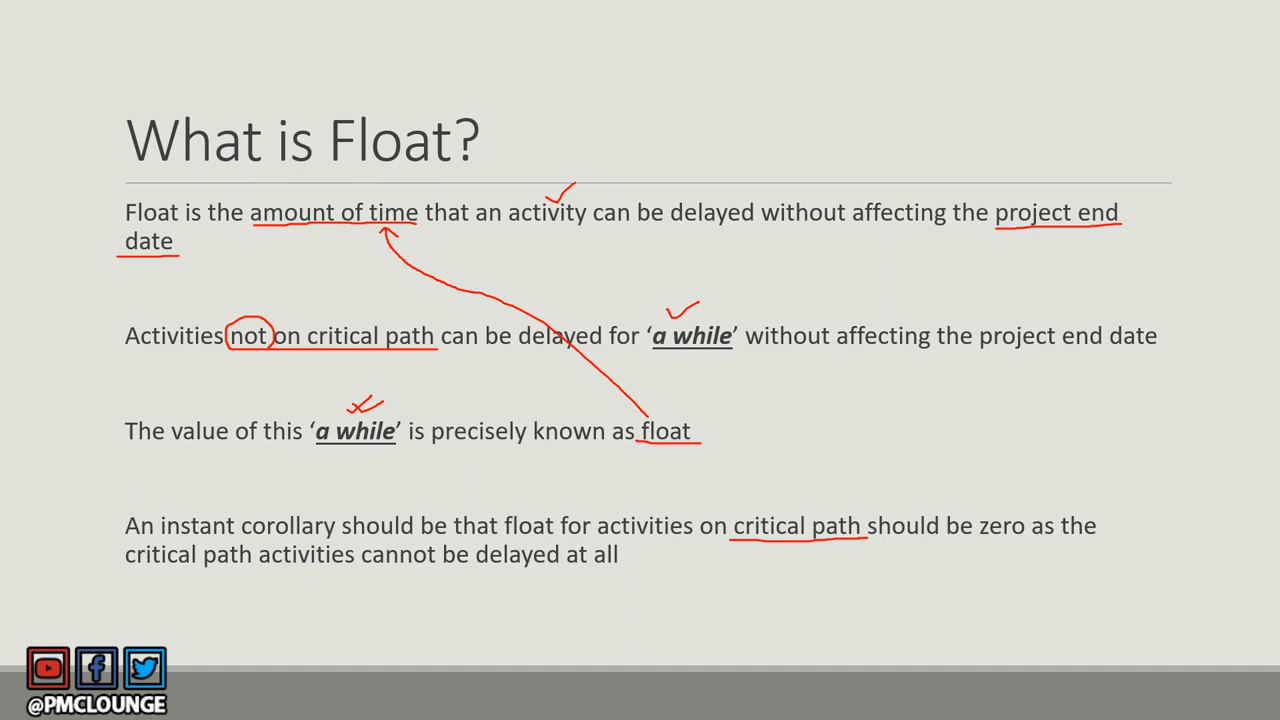 What is Float?
Float is the amount of time that an activity can be delayed without affecting the project end
date
Activities not on critical path can be delayed for ‘a while’ without affecting the project end date
The value of this ‘a while’ is precisely known as float
An instant corollary should be that float for activities on critical path should be zero as the
critical path activities cannot be delayed at all
@PMCLOUNGE